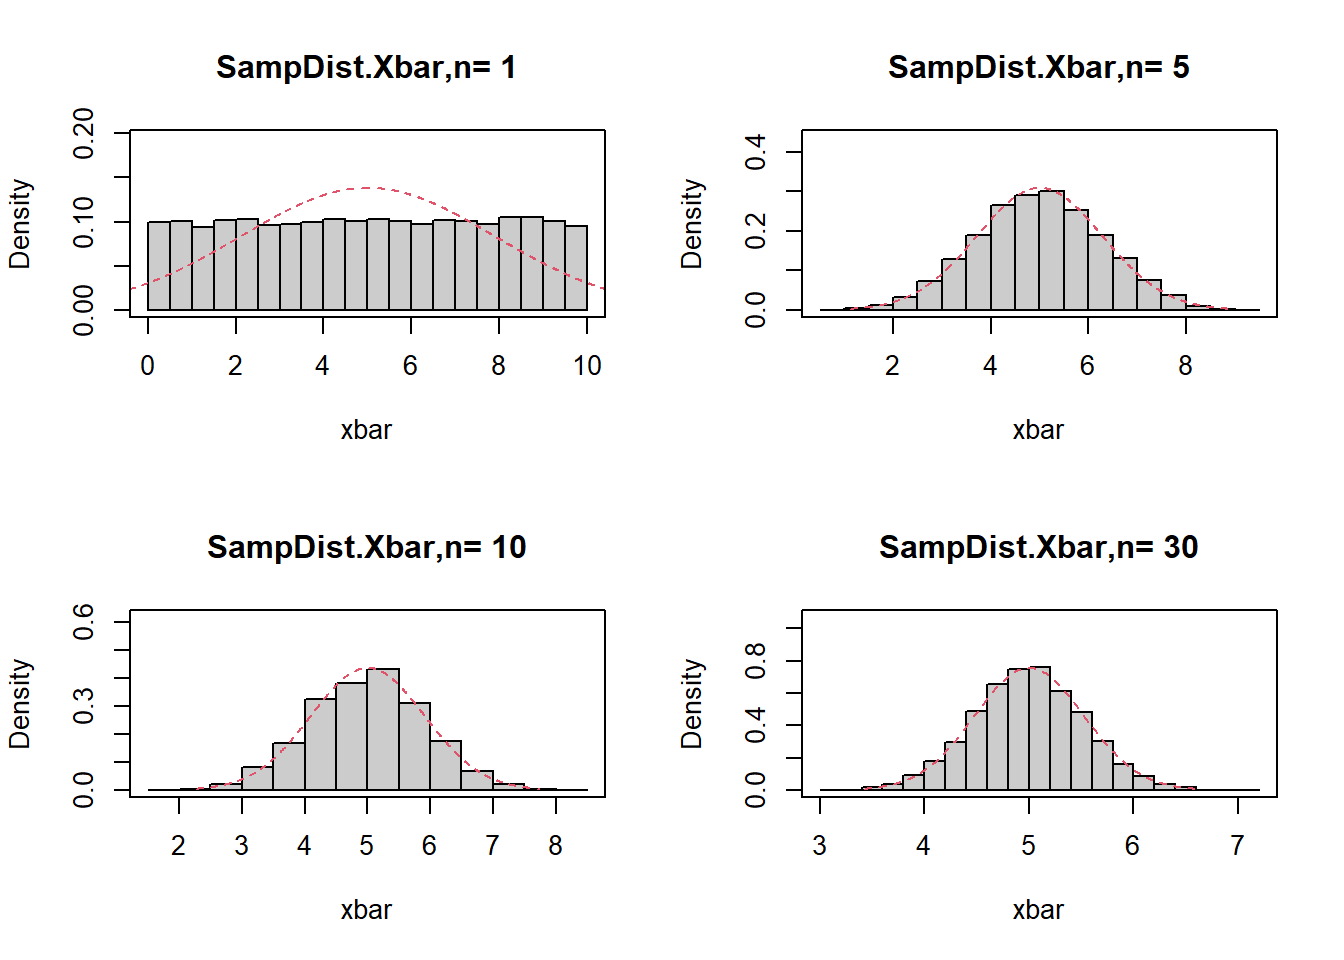 SampDist.Xbar,n= 1
Density
0.00 0.10 0.20
0 2 4 6 8 10
xbar
SampDist.Xbar,n= 5
Density
0.0 0.2 0.4
2 4 6 8
xbar
SampDist.Xbar,n= 10
Density
0.0 0.3 0.6
2 3 4 5 6 7 8
xbar
SampDist.Xbar,n= 30
Density
0.0 0.4 0.8
3 4 5 6 7
xbar